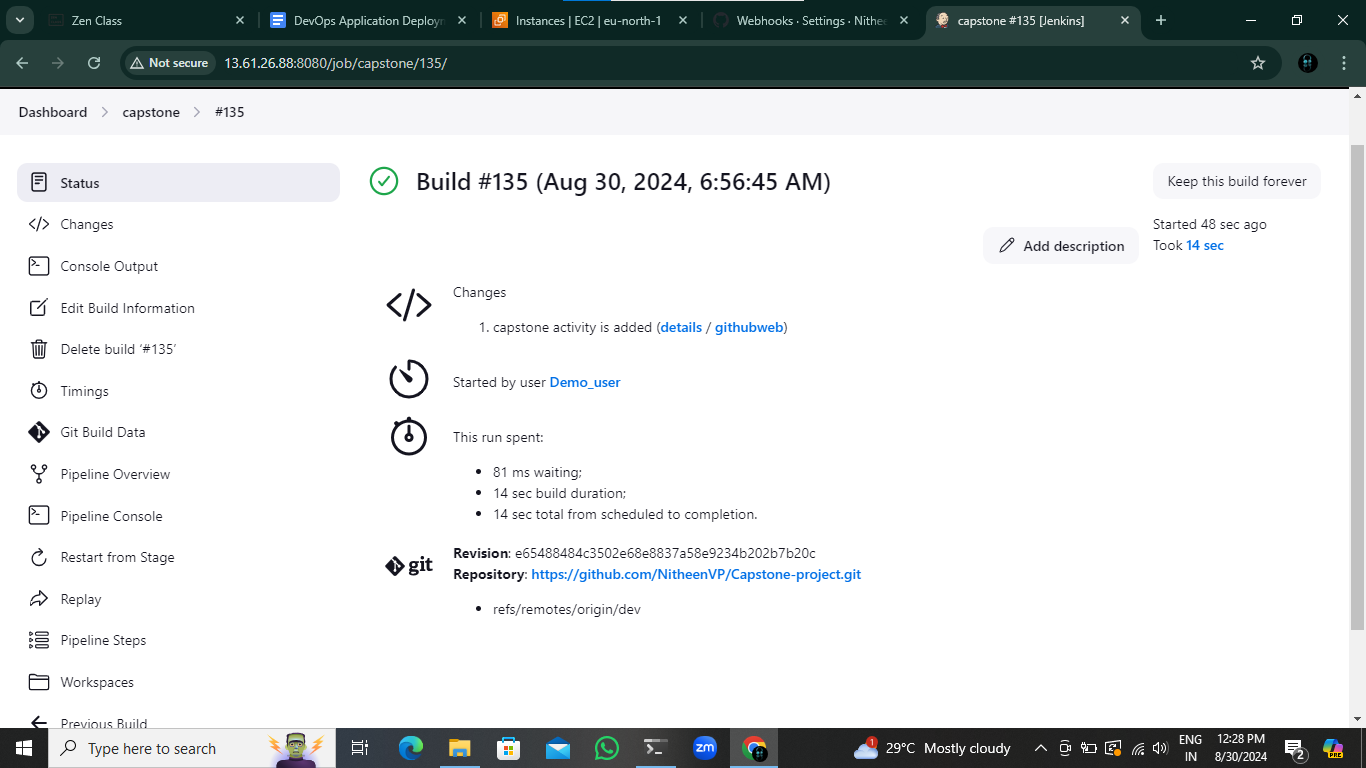 Zen Class
DevOps Application Deploym
Instances | EC2 | eu-north-1
Webhooks · Settings · Nithee
capstone #135 [Jenkins]
Not secure
13.61.26.88:8080/job/capstone/135/
Dashboard > capstone > #135
Status
Build #135 (Aug 30, 2024, 6:56:45 AM)
Keep this build forever
Changes
Started 48 sec ago
Add description
Took 14 sec
Console Output
Changes
Edit Build Information
1. capstone activity is added (details / githubweb)
Delete build '#135'
Started by user Demo_user
Timings
Git Build Data
This run spent:
Pipeline Overview
81 ms waiting;
14 sec build duration;
Pipeline Console
14 sec total from scheduled to completion.
Restart from Stage
git
Revision: e65488484c3502e68e8837a58e9234b202b7b20c
Repository: https://github.com/NitheenVP/Capstone-project.git
Replay
refs/remotes/origin/dev
Pipeline Steps
Workspaces
Previous Build
Type here to search
zm
1
29°C Mostly cloudy
ENG
IN
12:28 PM
8/30/2024
2
PRE